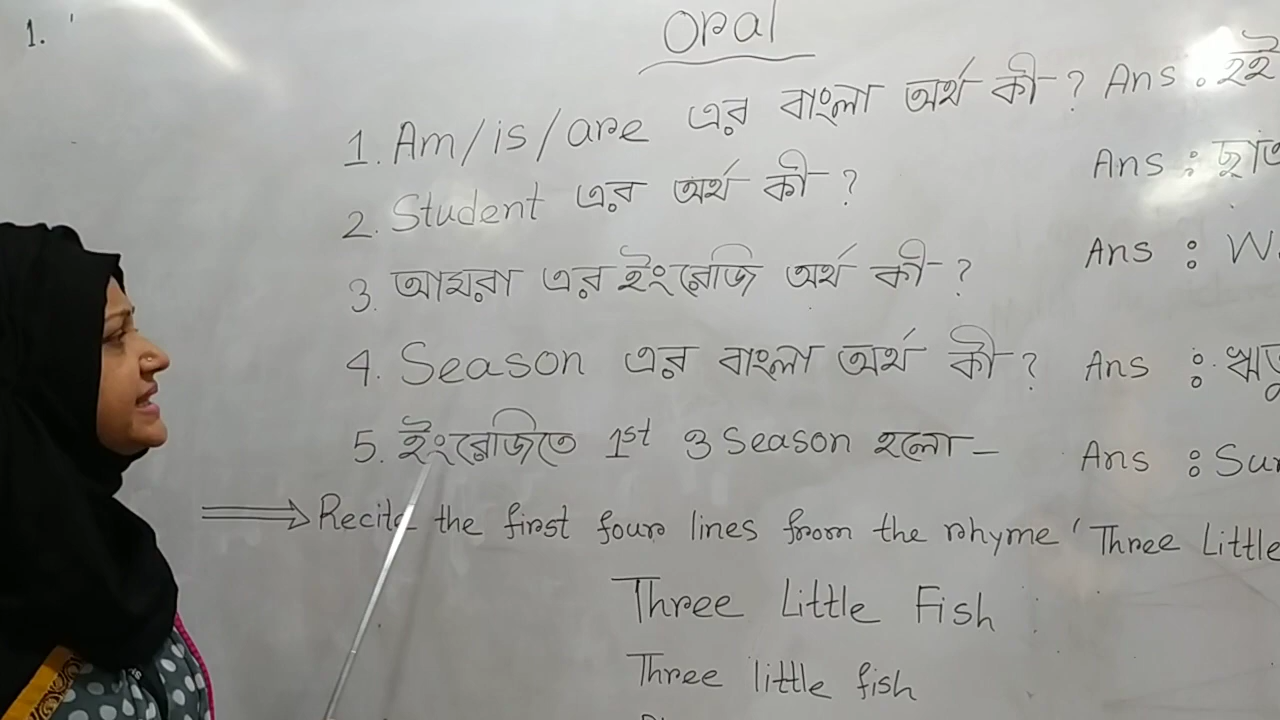 1.
Oral
1. Am/is/are এর বাংলা অর্থ কী? Ans : হই
2. Student এর অর্থ কী? Ans :
3. আমরা এর ইংরেজি অর্থ কী? Ans :
4. Season এর বাংলা অর্থ কী? Ans : ঋতু
5. ইংরেজিতে 1st 3 season হলো— Ans :
⟹ Recite the first four lines from the rhyme 'Three Little
Three Little Fish
Three little fish